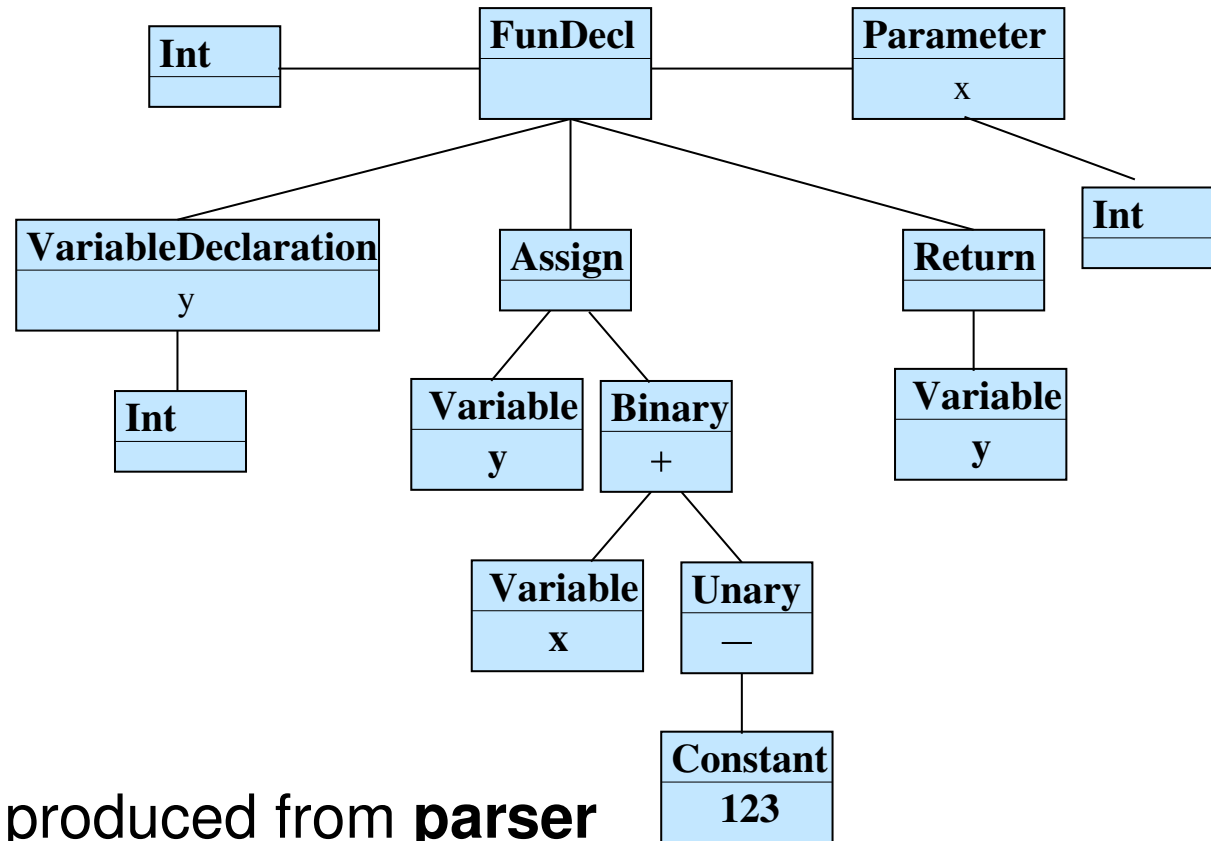 Int
FunDecl
Parameter
x
Int
VariableDeclaration
y
Int
Assign
Return
Variable
y
Binary
+
Variable
y
Variable
x
Unary
—
Constant
123
produced from parser